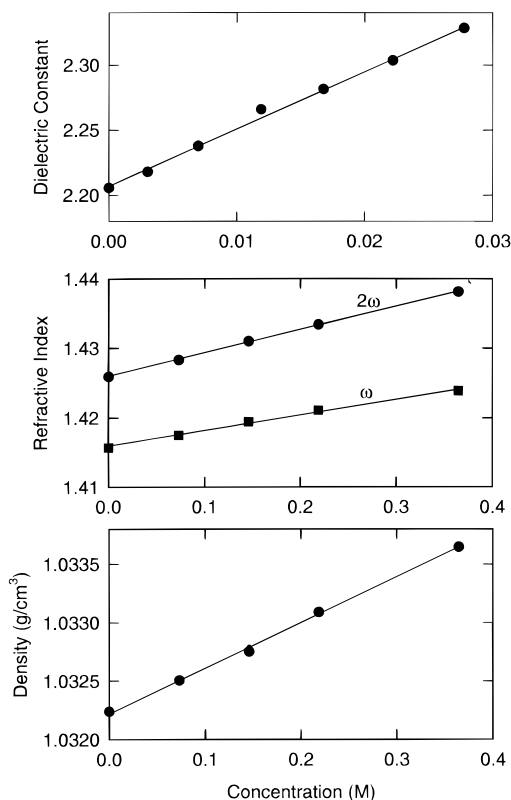 Dielectric Constant
2.30
2.25
2.20
0.00 0.01 0.02 0.03
Refractive Index
1.44
1.43
1.42
1.41
2ω
ω
0.0 0.1 0.2 0.3 0.4
Density (g/cm³)
1.0335
1.0330
1.0325
1.0320
0.0 0.1 0.2 0.3 0.4
Concentration (M)